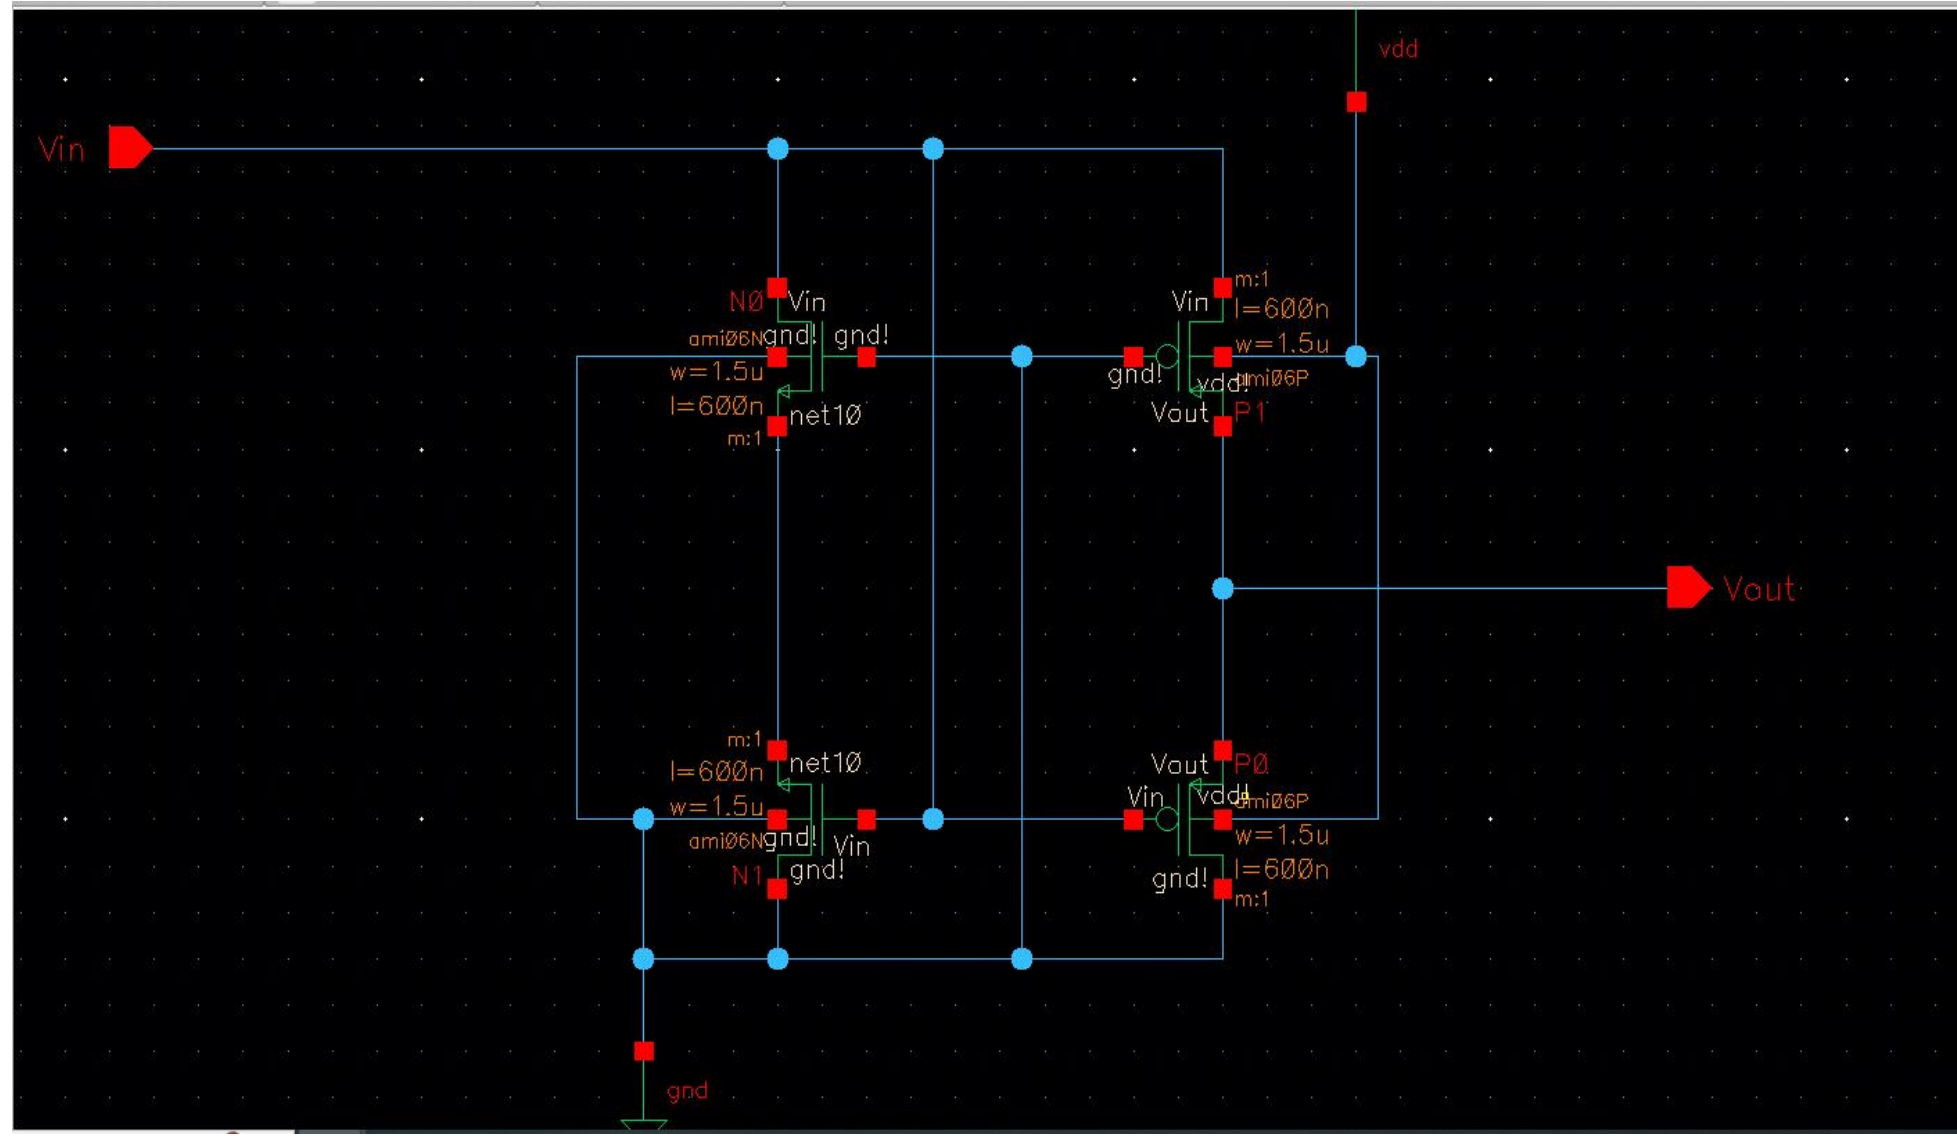 vdd
Vin
m:1
N0 Vin
Vin l=600n
ami06N gnd! gnd!
w=1.5u
w=1.5u
gnd! vdd! ami06P
l=600n net10
Vout P1
m:1
Vout
m:1
net10
Vout P0
l=600n
Vin vdd! ami06P
w=1.5u
w=1.5u
ami06N gnd! Vin
N1 gnd!
gnd! l=600n
m:1
gnd